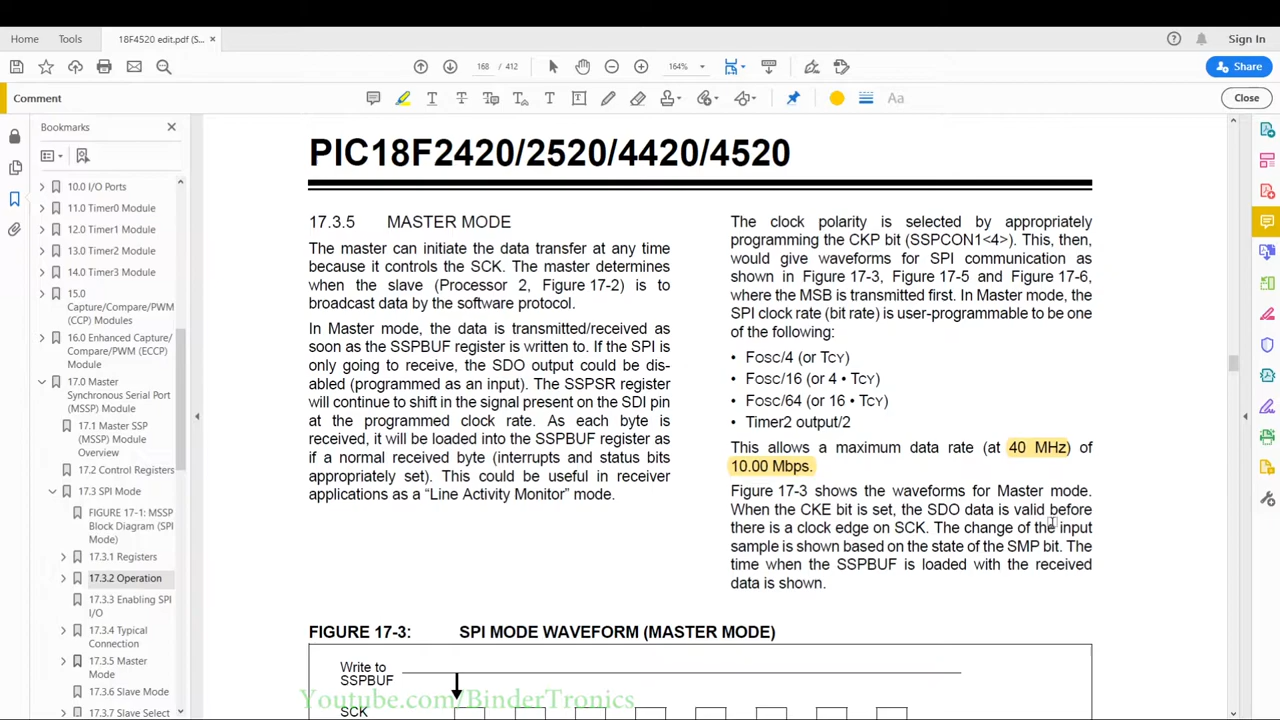 Home
Tools
18F4520 edit.pdf (S...
Sign In
168 / 412
164%
Share
Comment
Aa
Close
Bookmarks
10.0 I/O Ports
11.0 Timer0 Module
12.0 Timer1 Module
13.0 Timer2 Module
14.0 Timer3 Module
15.0
Capture/Compare/PWM
(CCP) Modules
16.0 Enhanced Capture/
Compare/PWM (ECCP)
Module
17.0 Master
Synchronous Serial Port
(MSSP) Module
17.1 Master SSP
(MSSP) Module
Overview
17.2 Control Registers
17.3 SPI Mode
FIGURE 17-1: MSSP
Block Diagram (SPI
Mode)
17.3.1 Registers
17.3.2 Operation
17.3.3 Enabling SPI
I/O
17.3.4 Typical
Connection
17.3.5 Master
Mode
17.3.6 Slave Mode
17.3.7 Slave Select
PIC18F2420/2520/4420/4520
17.3.5 MASTER MODE
The master can initiate the data transfer at any time
because it controls the SCK. The master determines
when the slave (Processor 2, Figure 17-2) is to
broadcast data by the software protocol.
In Master mode, the data is transmitted/received as
soon as the SSPBUF register is written to. If the SPI is
only going to receive, the SDO output could be dis-
abled (programmed as an input). The SSPSR register
will continue to shift in the signal present on the SDI pin
at the programmed clock rate. As each byte is
received, it will be loaded into the SSPBUF register as
if a normal received byte (interrupts and status bits
appropriately set). This could be useful in receiver
applications as a “Line Activity Monitor” mode.
The clock polarity is selected by appropriately
programming the CKP bit (SSPCON1<4>). This, then,
would give waveforms for SPI communication as
shown in Figure 17-3, Figure 17-5 and Figure 17-6,
where the MSB is transmitted first. In Master mode, the
SPI clock rate (bit rate) is user-programmable to be one
of the following:
• FOSC/4 (or TCY)
• FOSC/16 (or 4 • TCY)
• FOSC/64 (or 16 • TCY)
• Timer2 output/2
This allows a maximum data rate (at 40 MHz) of
10.00 Mbps.
Figure 17-3 shows the waveforms for Master mode.
When the CKE bit is set, the SDO data is valid before
there is a clock edge on SCK. The change of the input
sample is shown based on the state of the SMP bit. The
time when the SSPBUF is loaded with the received
data is shown.
FIGURE 17-3: SPI MODE WAVEFORM (MASTER MODE)
Write to
SSPBUF
SCK
Youtube.com/BinderTronics